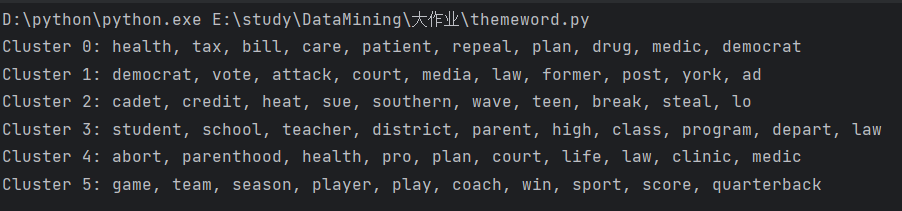 D:\python\python.exe E:\study\DataMining\大作业\themeword.py
Cluster 0: health, tax, bill, care, patient, repeal, plan, drug, medic, democrat
Cluster 1: democrat, vote, attack, court, media, law, former, post, york, ad
Cluster 2: cadet, credit, heat, sue, southern, wave, teen, break, steal, lo
Cluster 3: student, school, teacher, district, parent, high, class, program, depart, law
Cluster 4: abort, parenthood, health, pro, plan, court, life, law, clinic, medic
Cluster 5: game, team, season, player, play, coach, win, sport, score, quarterback